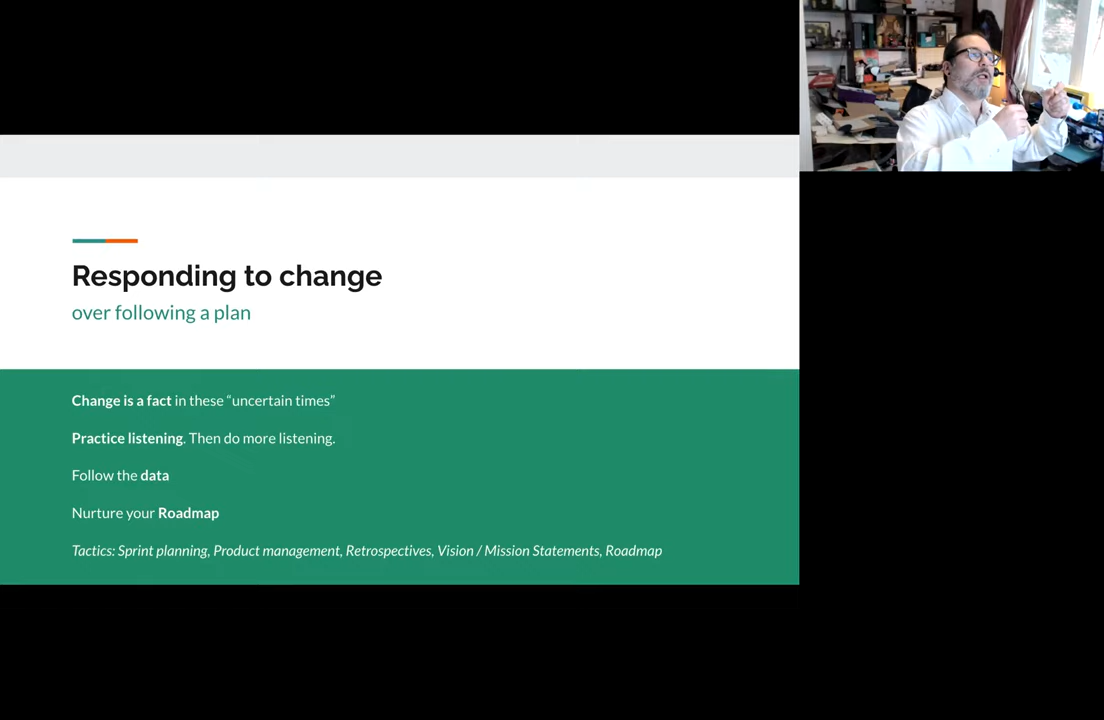 Responding to change
over following a plan
Change is a fact in these “uncertain times”
Practice listening. Then do more listening.
Follow the data
Nurture your Roadmap
Tactics: Sprint planning, Product management, Retrospectives, Vision / Mission Statements, Roadmap